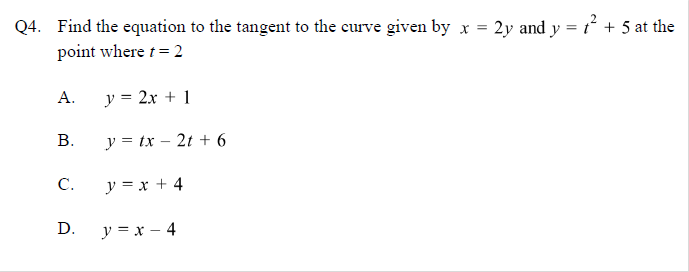 Q4. Find the equation to the tangent to the curve given by x = 2y and y = t² + 5 at the
point where t = 2
A. y = 2x + 1
B. y = tx – 2t + 6
C. y = x + 4
D. y = x – 4